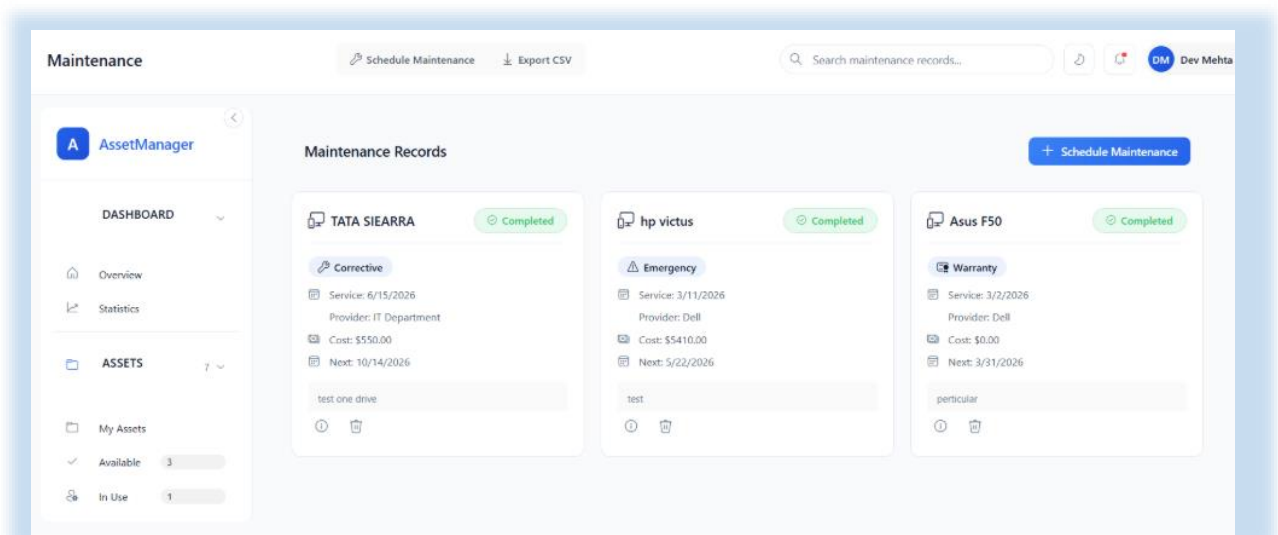 Maintenance
Schedule Maintenance
Export CSV
Search maintenance records...
DM
Dev Mehta
A
AssetManager
DASHBOARD
Overview
Statistics
ASSETS 7
My Assets
Available 3
In Use 1
Maintenance Records
+ Schedule Maintenance
TATA SIEARRA
Completed
Corrective
Service: 6/15/2026
Provider: IT Department
Cost: $550.00
Next: 10/14/2026
test one drive
hp victus
Completed
Emergency
Service: 3/11/2026
Provider: Dell
Cost: $5410.00
Next: 5/22/2026
test
Asus F50
Completed
Warranty
Service: 3/2/2026
Provider: Dell
Cost: $0.00
Next: 3/31/2026
perticular